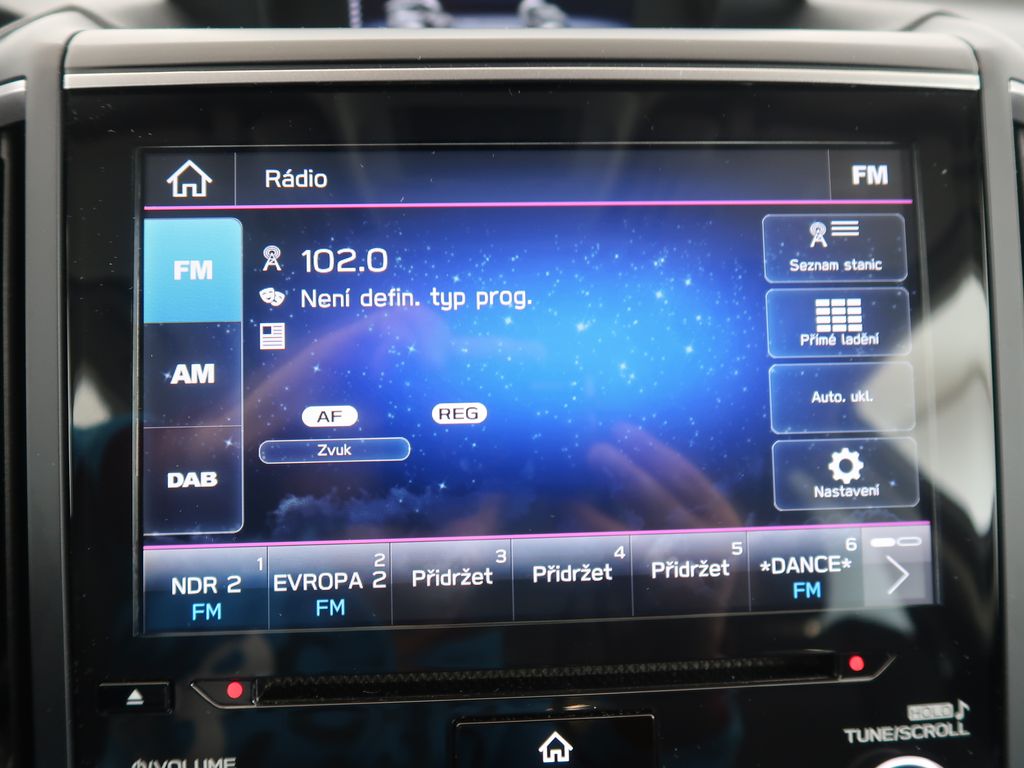 Rádio
FM
FM
102.0
Není defin. typ prog.
AM
AF
REG
Zvuk
DAB
Seznam stanic
Přímé ladění
Auto. ukl.
Nastavení
1
NDR 2
FM
2
EVROPA 2
FM
3
Přidržet
4
Přidržet
5
Přidržet
6
*DANCE*
FM
HOLD
TUNE/SCROLL
/VOLUME